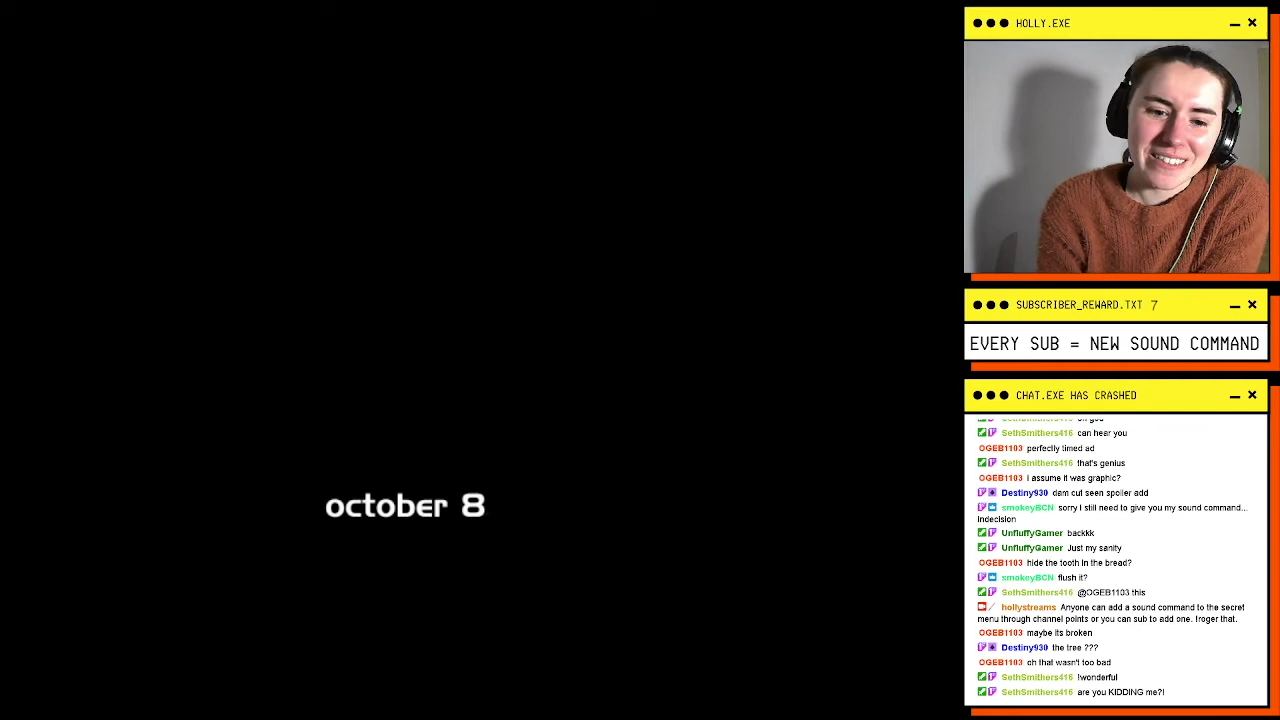 HOLLY.EXE
SUBSCRIBER_REWARD.TXT 7
EVERY SUB = NEW SOUND COMMAND
CHAT.EXE HAS CRASHED
SethSmithers416 can hear you
OGEB1103 perfectly timed ad
SethSmithers416 that's genius
OGEB1103 I assume it was graphic?
Destiny930 dam cut seen spoiler add
smokeyBCN sorry I still need to give you my sound command...
indecision
UnfluffyGamer backkk
UnfluffyGamer Just my sanity
OGEB1103 hide the tooth in the bread?
smokeyBCN flush it?
SethSmithers416 @OGEB1103 this
hollystreams Anyone can add a sound command to the secret
menu through channel points or you can sub to add one. !roger that.
OGEB1103 maybe its broken
Destiny930 the tree ???
OGEB1103 oh that wasn't too bad
SethSmithers416 !wonderful
SethSmithers416 are you KIDDING me?!
october 8